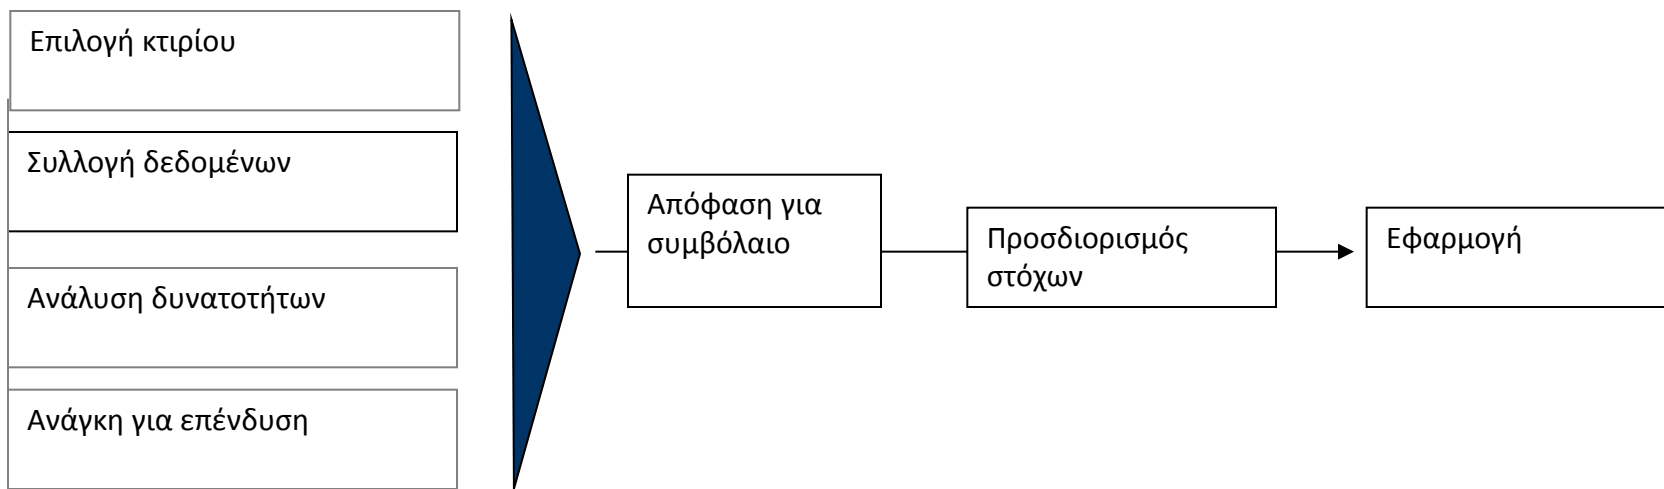 Επιλογή κτιρίου
Συλλογή δεδομένων
Ανάλυση δυνατοτήτων
Ανάγκη για επένδυση
Απόφαση για
συμβόλαιο
Προσδιορισμός
στόχων
Εφαρμογή